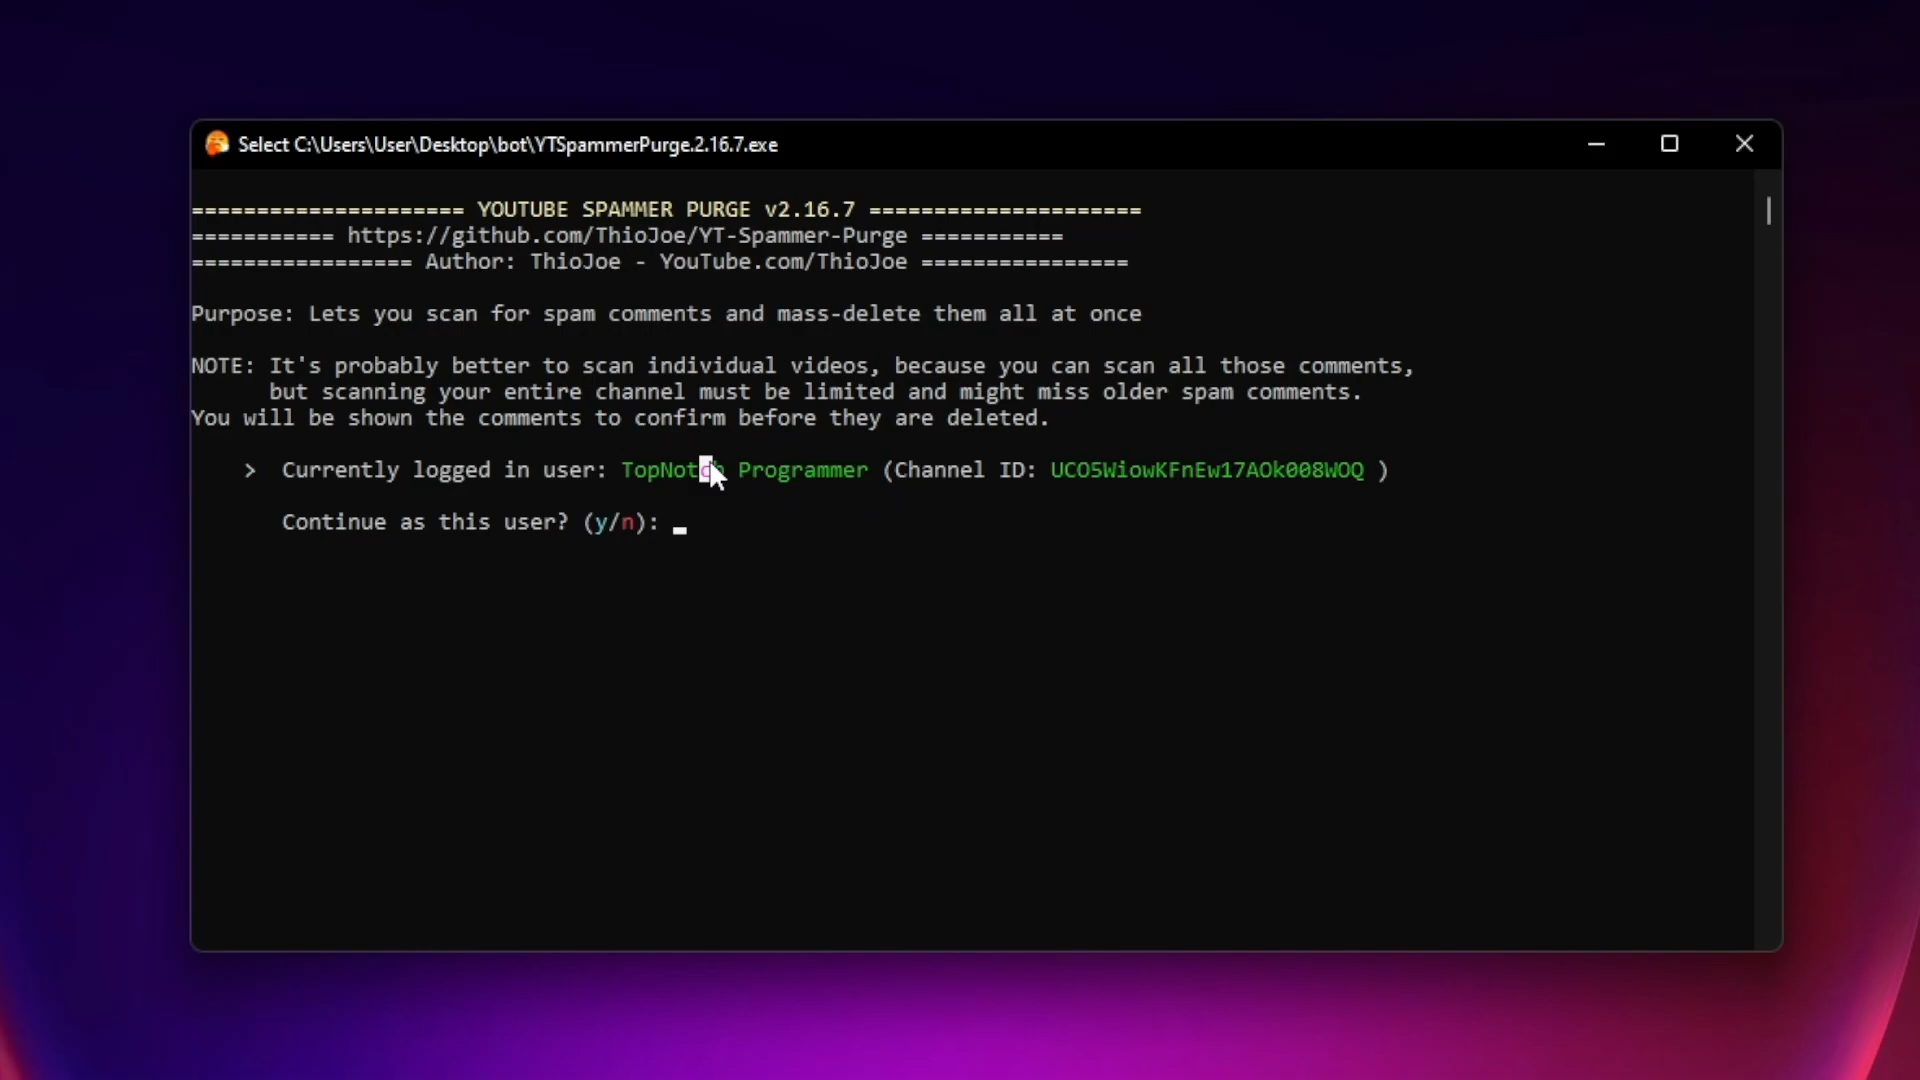 Select C:\Users\User\Desktop\bot\YTSpammerPurge.2.16.7.exe
===================== YOUTUBE SPAMMER PURGE v2.16.7 =====================
=========== https://github.com/ThioJoe/YT-Spammer-Purge ===========
================= Author: ThioJoe - YouTube.com/ThioJoe ================
Purpose: Lets you scan for spam comments and mass-delete them all at once
NOTE: It's probably better to scan individual videos, because you can scan all those comments,
but scanning your entire channel must be limited and might miss older spam comments.
You will be shown the comments to confirm before they are deleted.
> Currently logged in user: TopNotch Programmer (Channel ID: UCO5WiowKFnEw17AOk008WOQ )
Continue as this user? (y/n): _